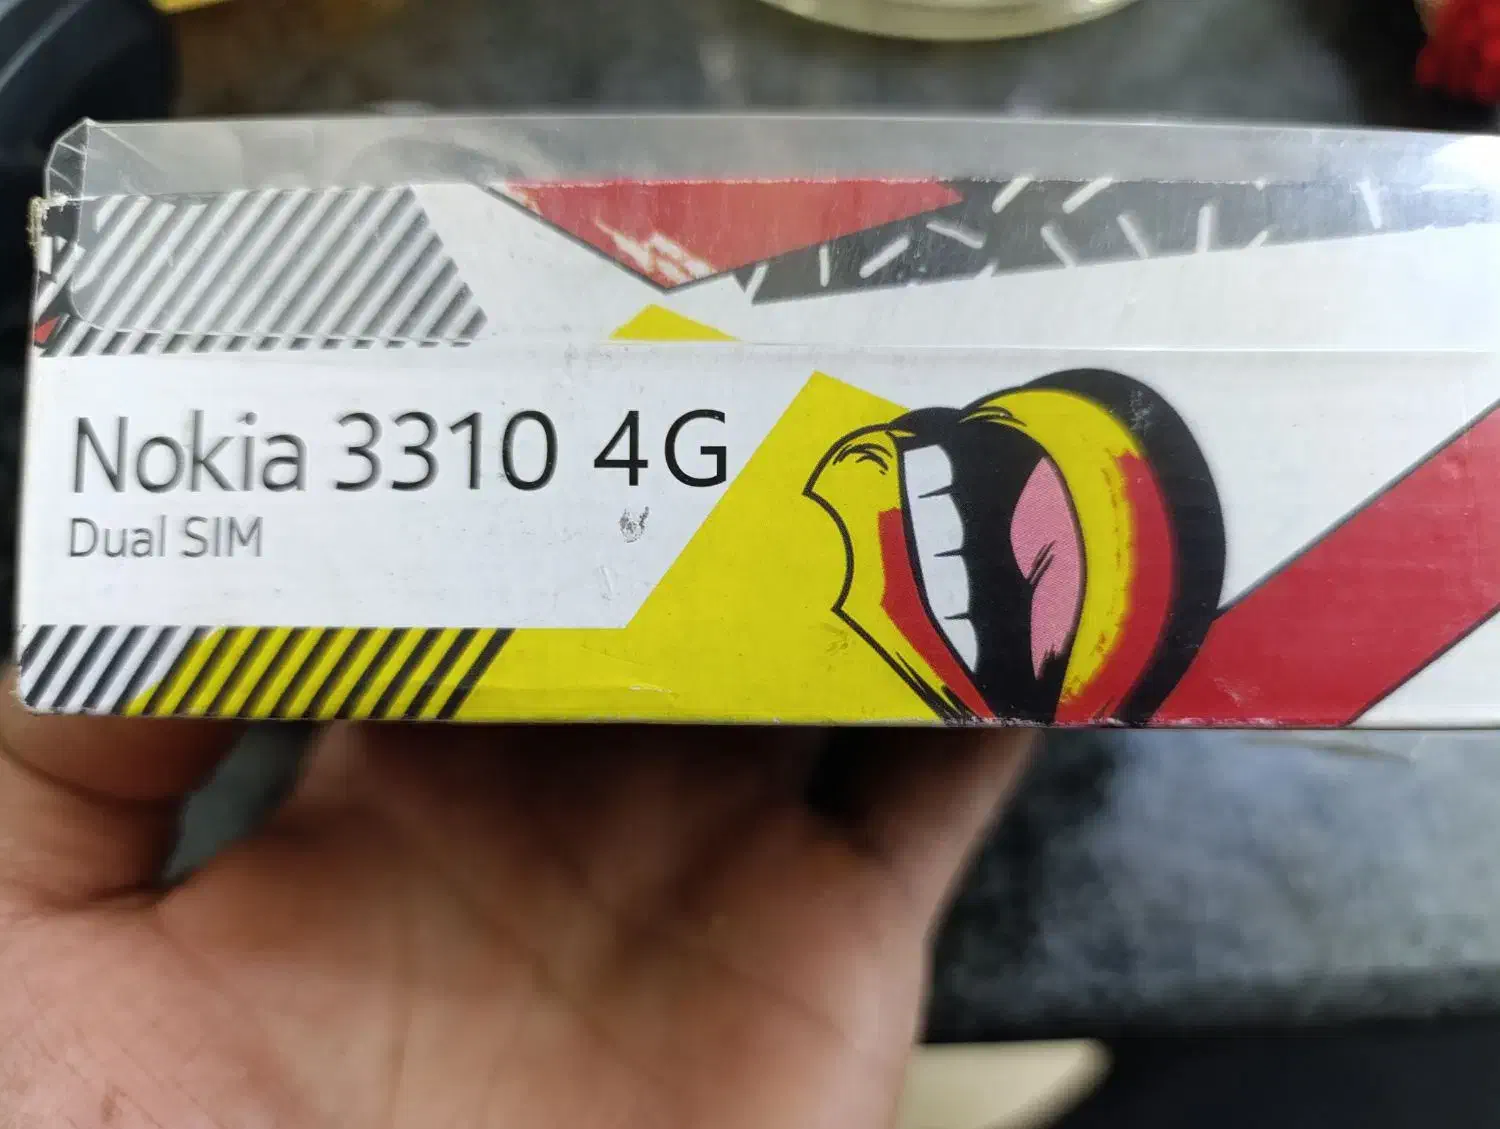 Nokia 3310 4G
Dual SIM